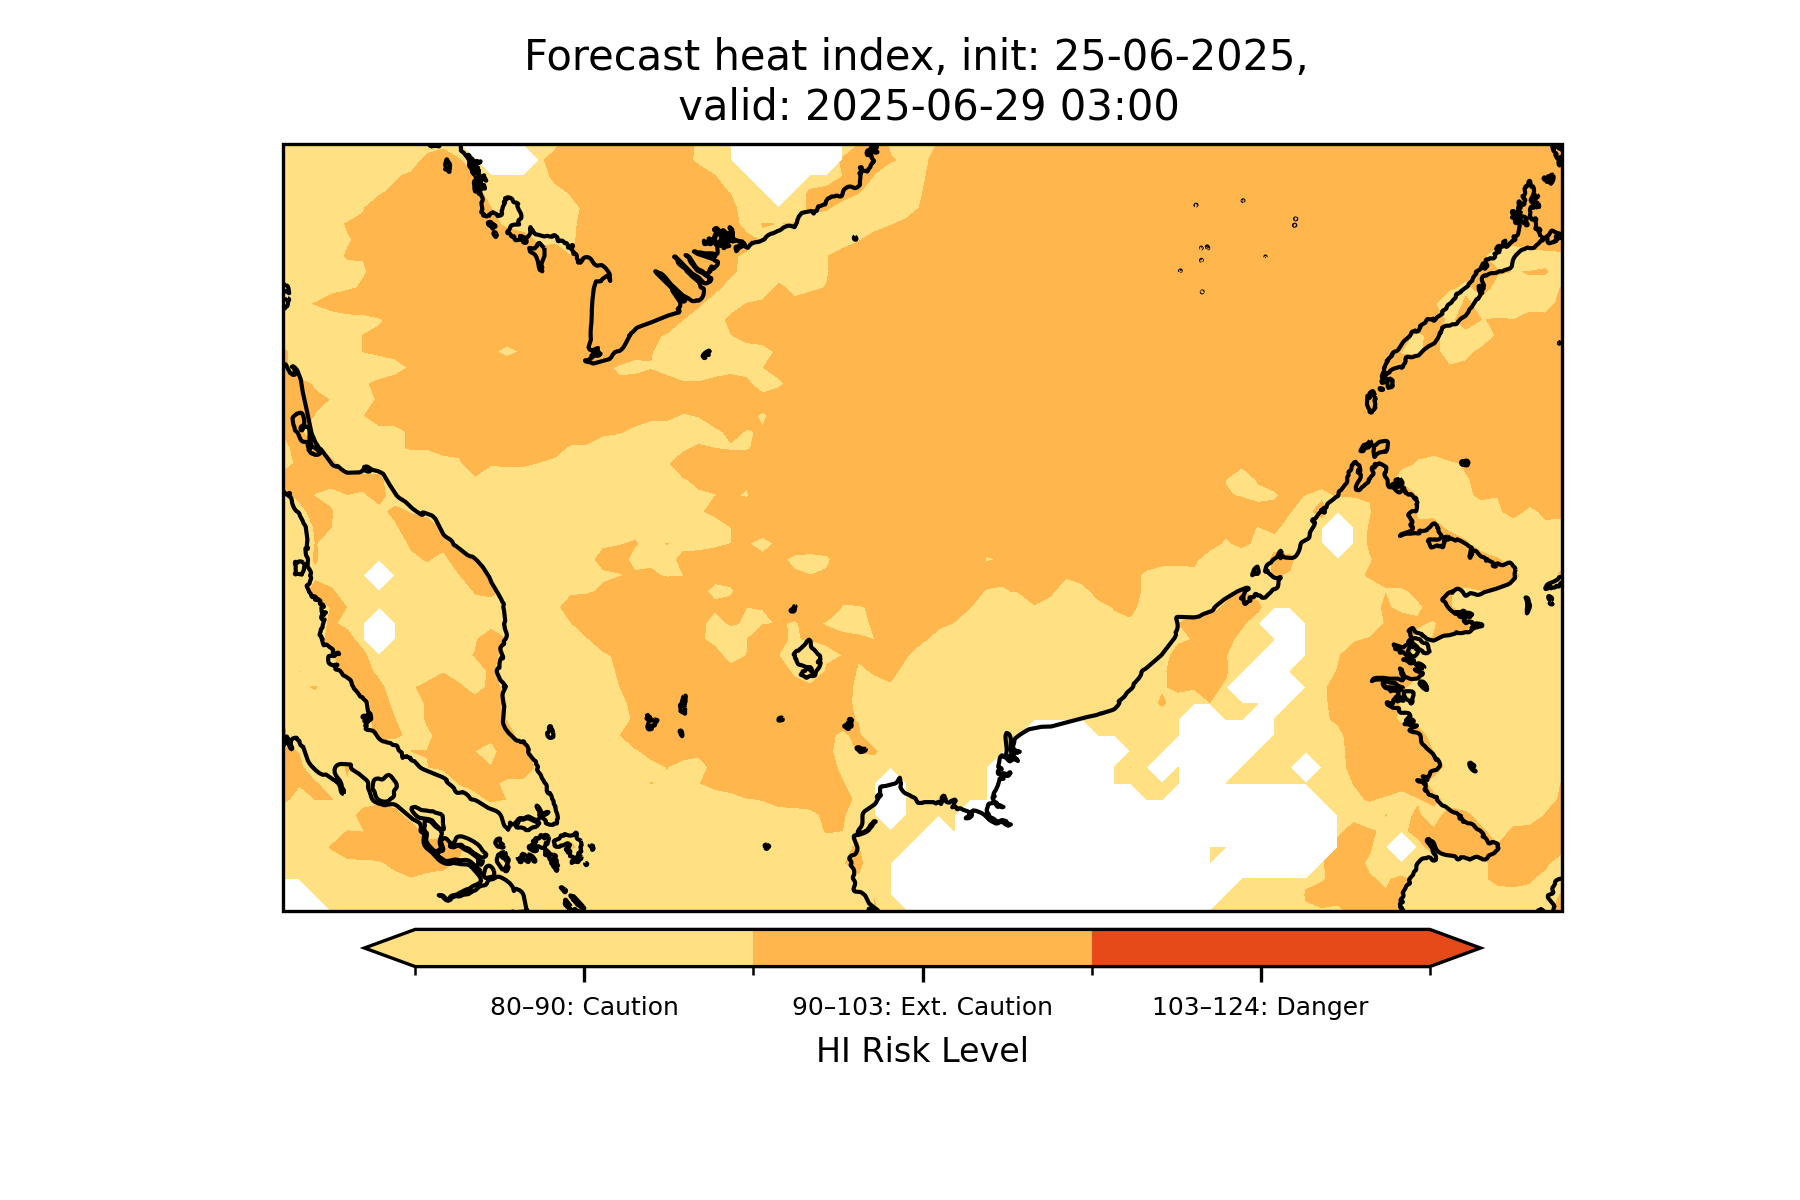 Forecast heat index, init: 25-06-2025,
valid: 2025-06-29 03:00
80–90: Caution
90–103: Ext. Caution
103–124: Danger
HI Risk Level